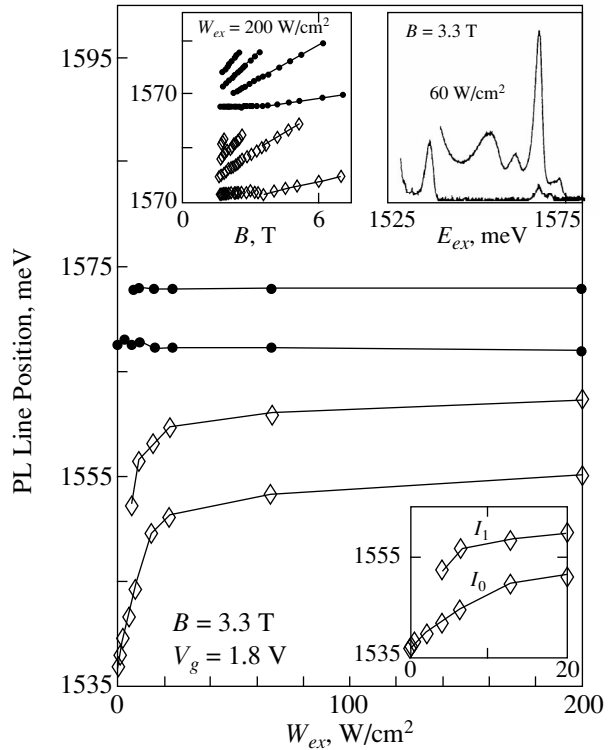 1595
1575
1555
1535
PL Line Position, meV
W_ex = 200 W/cm²
1570
1570
0
6
B, T
B = 3.3 T
60 W/cm²
1525
1575
E_ex, meV
B = 3.3 T
V_g = 1.8 V
I_1
1555
I_0
1535
0
20
0
100
200
W_ex, W/cm²